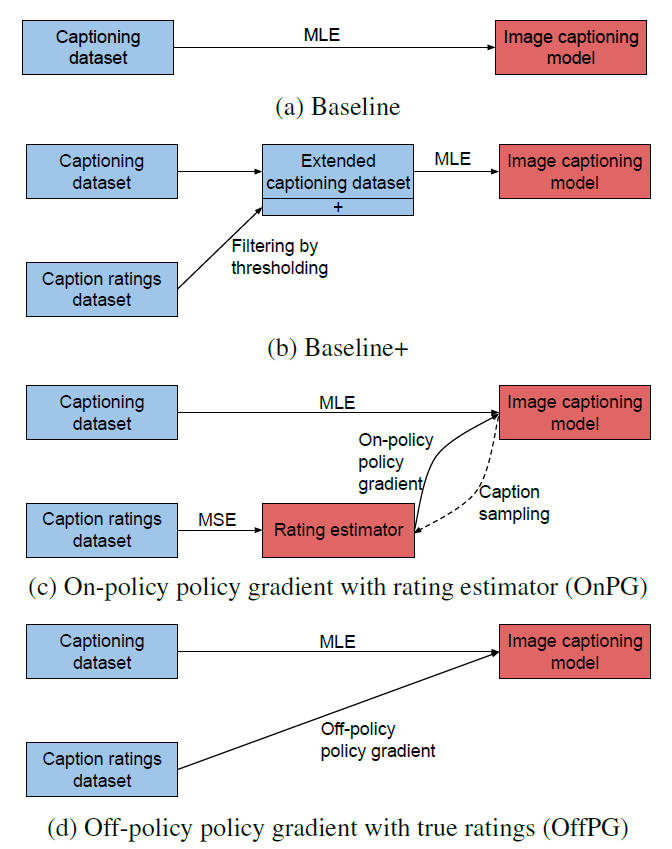 Captioning
dataset
MLE
Image captioning
model
(a) Baseline
Captioning
dataset
Extended
captioning dataset
+
MLE
Image captioning
model
Filtering by
thresholding
Caption ratings
dataset
(b) Baseline+
Captioning
dataset
MLE
Image captioning
model
On-policy
policy
gradient
Caption
sampling
Caption ratings
dataset
MSE
Rating estimator
(c) On-policy policy gradient with rating estimator (OnPG)
Captioning
dataset
MLE
Image captioning
model
Off-policy
policy gradient
Caption ratings
dataset
(d) Off-policy policy gradient with true ratings (OffPG)